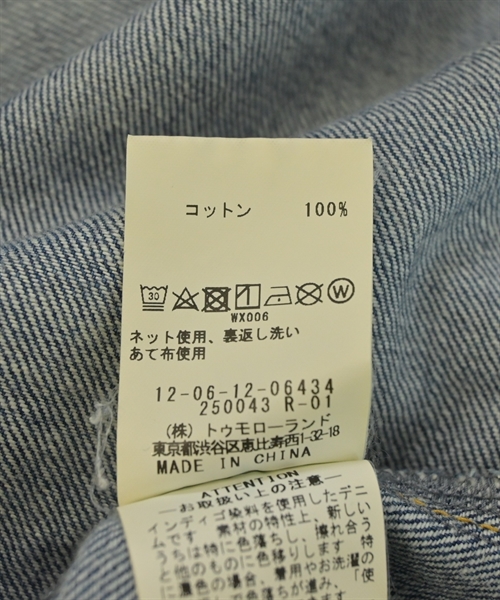 コットン 100%
30
W
WX006
ネット使用、裏返し洗い
あて布使用
12-06-12-06434
250043 R-01
(株) トゥモローランド
東京都渋谷区恵比寿西1-32-18
MADE IN CHINA
ATTENTION
―お取扱い上の注意―
インディゴ染料を使用したデニ
ムです。素材の特性上、新しい
うちは特に色落ちし、擦れ合う
と他のものに色移りします。特
に濃色の場合、着用やお洗濯の